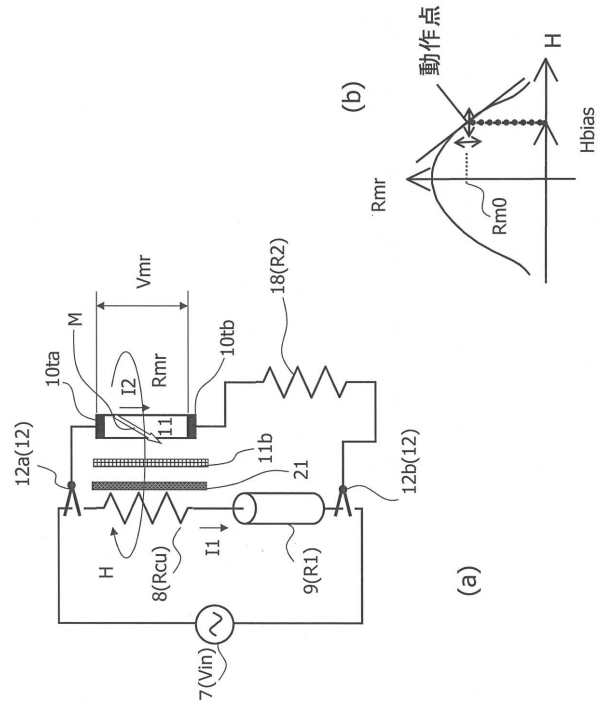 12a(12)
10ta
M
Vmr
I2
Rmr
11
10tb
H
8(Rcu)
I1
21
11b
18(R2)
7(Vin)
9(R1)
12b(12)
(a)
(b)
Rmr
動作点
H
Rm0
Hbias